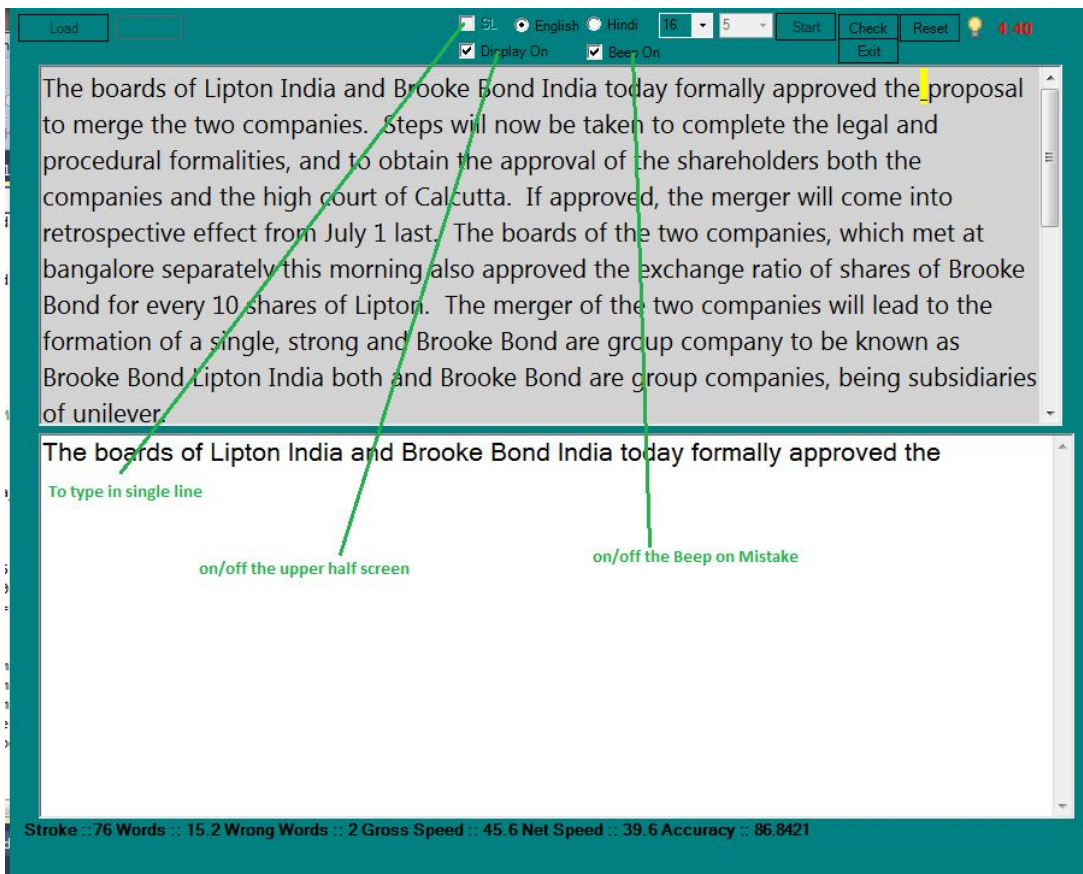 Load SL English Hindi 16 5 Start Check Reset 4:40
Display On Beep On Exit
The boards of Lipton India and Brooke Bond India today formally approved the proposal
to merge the two companies.  Steps will now be taken to complete the legal and
procedural formalities, and to obtain the approval of the shareholders both the
companies and the high court of Calcutta.  If approved, the merger will come into
retrospective effect from July 1 last.  The boards of the two companies, which met at
bangalore separately this morning also approved the exchange ratio of shares of Brooke
Bond for every 10 shares of Lipton.  The merger of the two companies will lead to the
formation of a single, strong and Brooke Bond are group company to be known as
Brooke Bond Lipton India both and Brooke Bond are group companies, being subsidiaries
of unilever.
The boards of Lipton India and Brooke Bond India today formally approved the
To type in single line
on/off the upper half screen
on/off the Beep on Mistake
Stroke :: 76 Words :: 15.2 Wrong Words :: 2 Gross Speed :: 45.6 Net Speed :: 39.6 Accuracy :: 86.8421